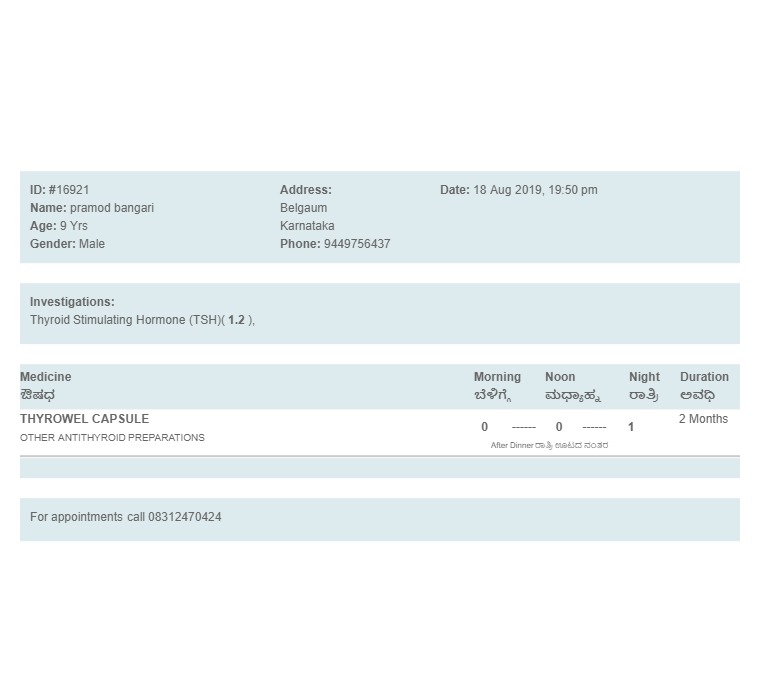 ID: #16921
Name: pramod bangari
Age: 9 Yrs
Gender: Male
Address:
Belgaum
Karnataka
Phone: 9449756437
Date: 18 Aug 2019, 19:50 pm
Investigations:
Thyroid Stimulating Hormone (TSH)( 1.2 ),
Medicine Morning Noon Night Duration
ಔಷಧ ಬೆಳಿಗ್ಗೆ ಮಧ್ಯಾಹ್ನ ರಾತ್ರಿ ಅವಧಿ
THYROWEL CAPSULE 0 ------ 0 ------ 1 2 Months
OTHER ANTITHYROID PREPARATIONS
After Dinner ರಾತ್ರಿ ಊಟದ ನಂತರ
For appointments call 08312470424